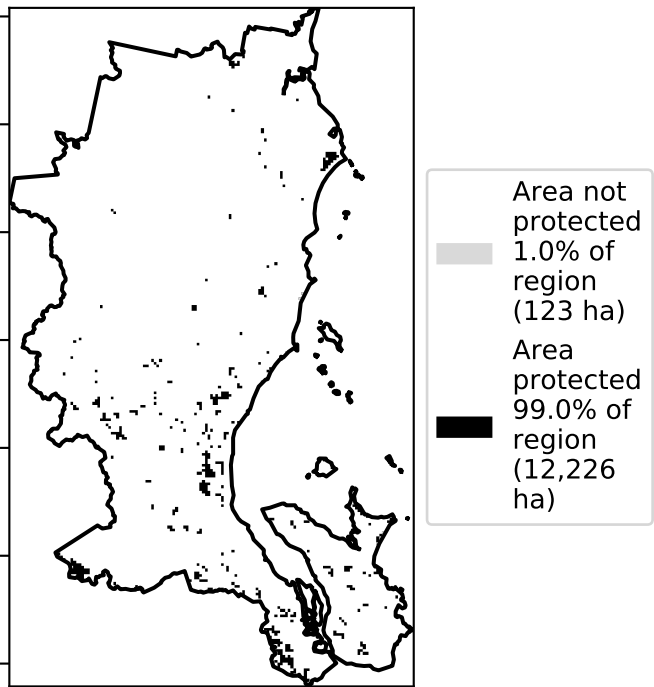 Area not
protected
1.0% of
region
(123 ha)
Area
protected
99.0% of
region
(12,226
ha)